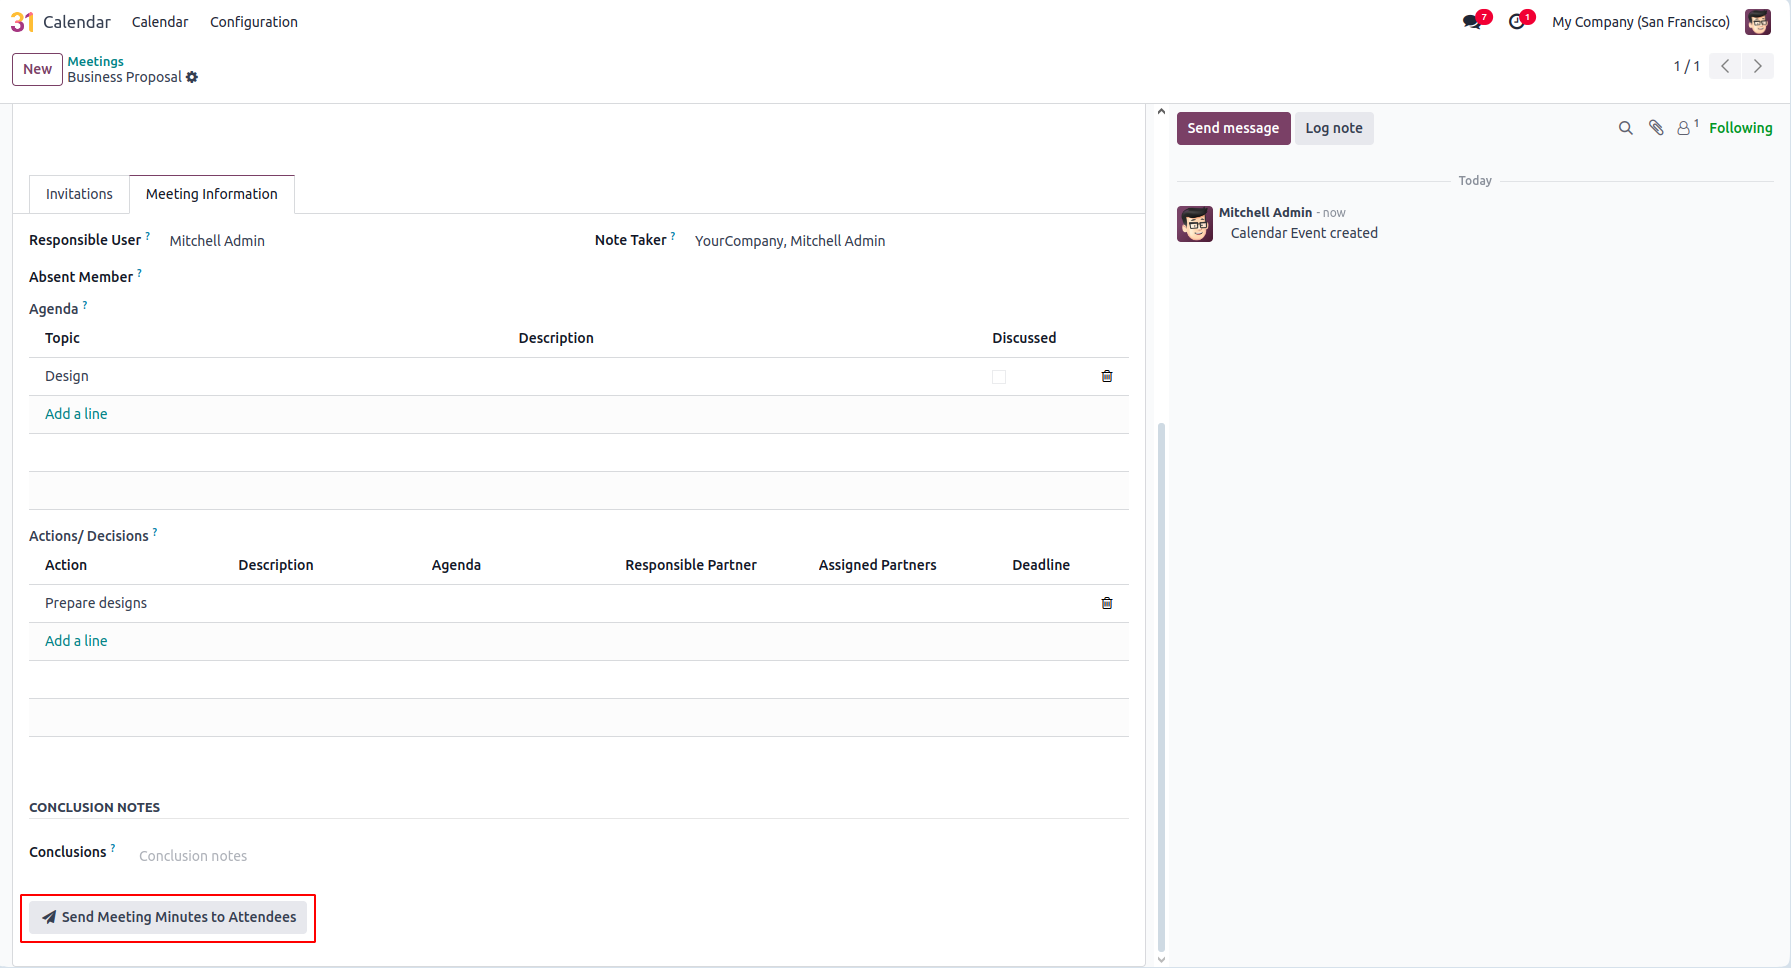 31 Calendar Calendar Configuration 7 1 My Company (San Francisco)
New Meetings
Business Proposal
1 / 1
Send message Log note 1 Following
Today
Mitchell Admin - now
Calendar Event created
Invitations Meeting Information
Responsible User ? Mitchell Admin Note Taker ? YourCompany, Mitchell Admin
Absent Member ?
Agenda ?
Topic Description Discussed
Design
Add a line
Actions/ Decisions ?
Action Description Agenda Responsible Partner Assigned Partners Deadline
Prepare designs
Add a line
CONCLUSION NOTES
Conclusions ? Conclusion notes
Send Meeting Minutes to Attendees